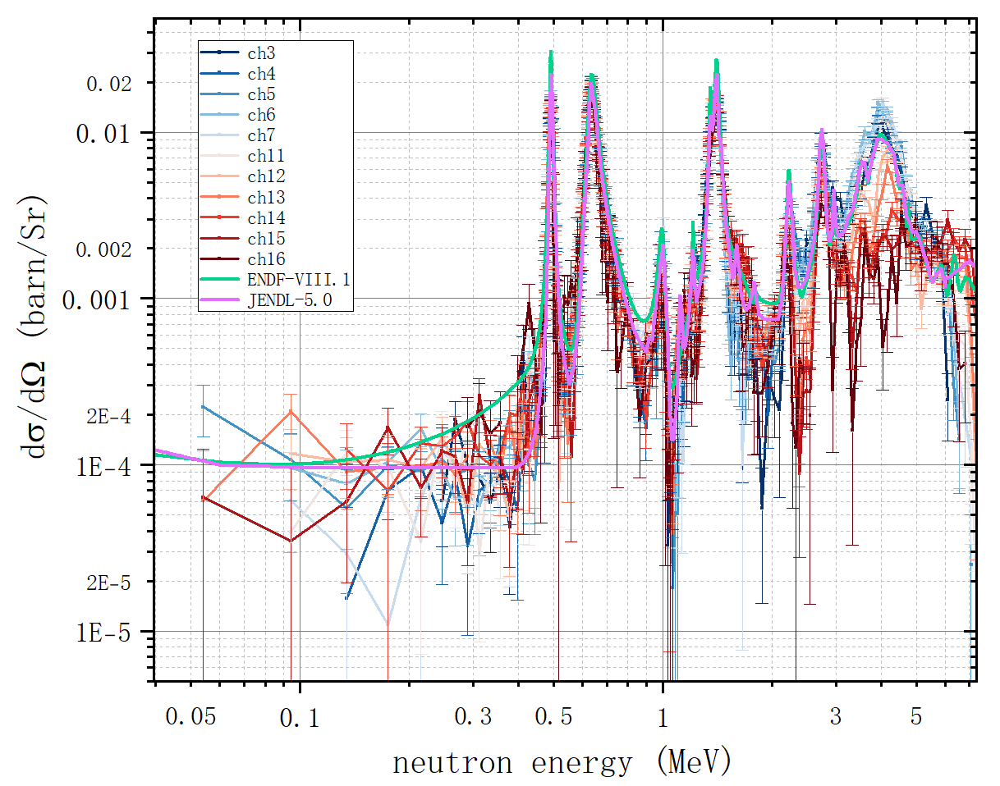 ch3
ch4
ch5
ch6
ch7
ch11
ch12
ch13
ch14
ch15
ch16
ENDF-VIII.1
JENDL-5.0
0.02
0.01
0.002
0.001
2E-4
1E-4
2E-5
1E-5
dσ/dΩ (barn/Sr)
0.05
0.1
0.3
0.5
1
3
5
neutron energy (MeV)